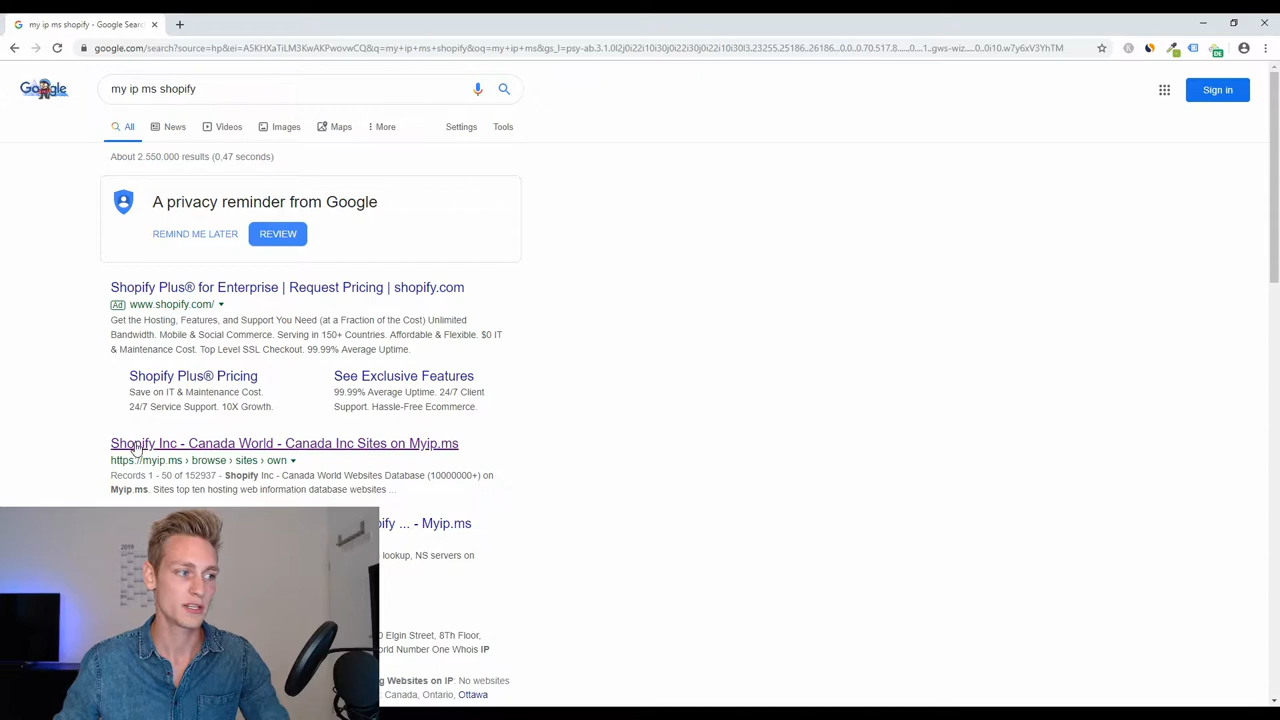 my ip ms shopify - Google Searc
google.com/search?source=hp&ei=A5KHXaTiLM3KwAKPwovwCQ&q=my+ip+ms+shopify&oq=my+ip+ms&gs_l=psy-ab.3.1.0l2j0i22i10i30j0i22i30j0i22i10i30l3.23255.25186..26186...0.0..0.70.517.8......0....1..gws-wiz.....0..0i10.w7y6xV3YhTM
DE
Google
my ip ms shopify
Sign in
All News Videos Images Maps More Settings Tools
About 2.550.000 results (0,47 seconds)
A privacy reminder from Google
REMIND ME LATER REVIEW
Shopify Plus® for Enterprise | Request Pricing | shopify.com
Ad www.shopify.com/
Get the Hosting, Features, and Support You Need (at a Fraction of the Cost) Unlimited
Bandwidth. Mobile & Social Commerce. Serving in 150+ Countries. Affordable & Flexible. $0 IT
& Maintenance Cost. Top Level SSL Checkout. 99.99% Average Uptime.
Shopify Plus® Pricing See Exclusive Features
Save on IT & Maintenance Cost. 99.99% Average Uptime. 24/7 Client
24/7 Service Support. 10X Growth. Support. Hassle-Free Ecommerce.
Shopify Inc - Canada World - Canada Inc Sites on Myip.ms
https://myip.ms › browse › sites › own
Records 1 - 50 of 152937 - Shopify Inc - Canada World Websites Database (10000000+) on
Myip.ms. Sites top ten hosting web information database websites ...
ify ... - Myip.ms
lookup, NS servers on
2019
0 Elgin Street, 8Th Floor,
orld Number One Whois IP
g Websites on IP: No websites
Canada, Ontario, Ottawa